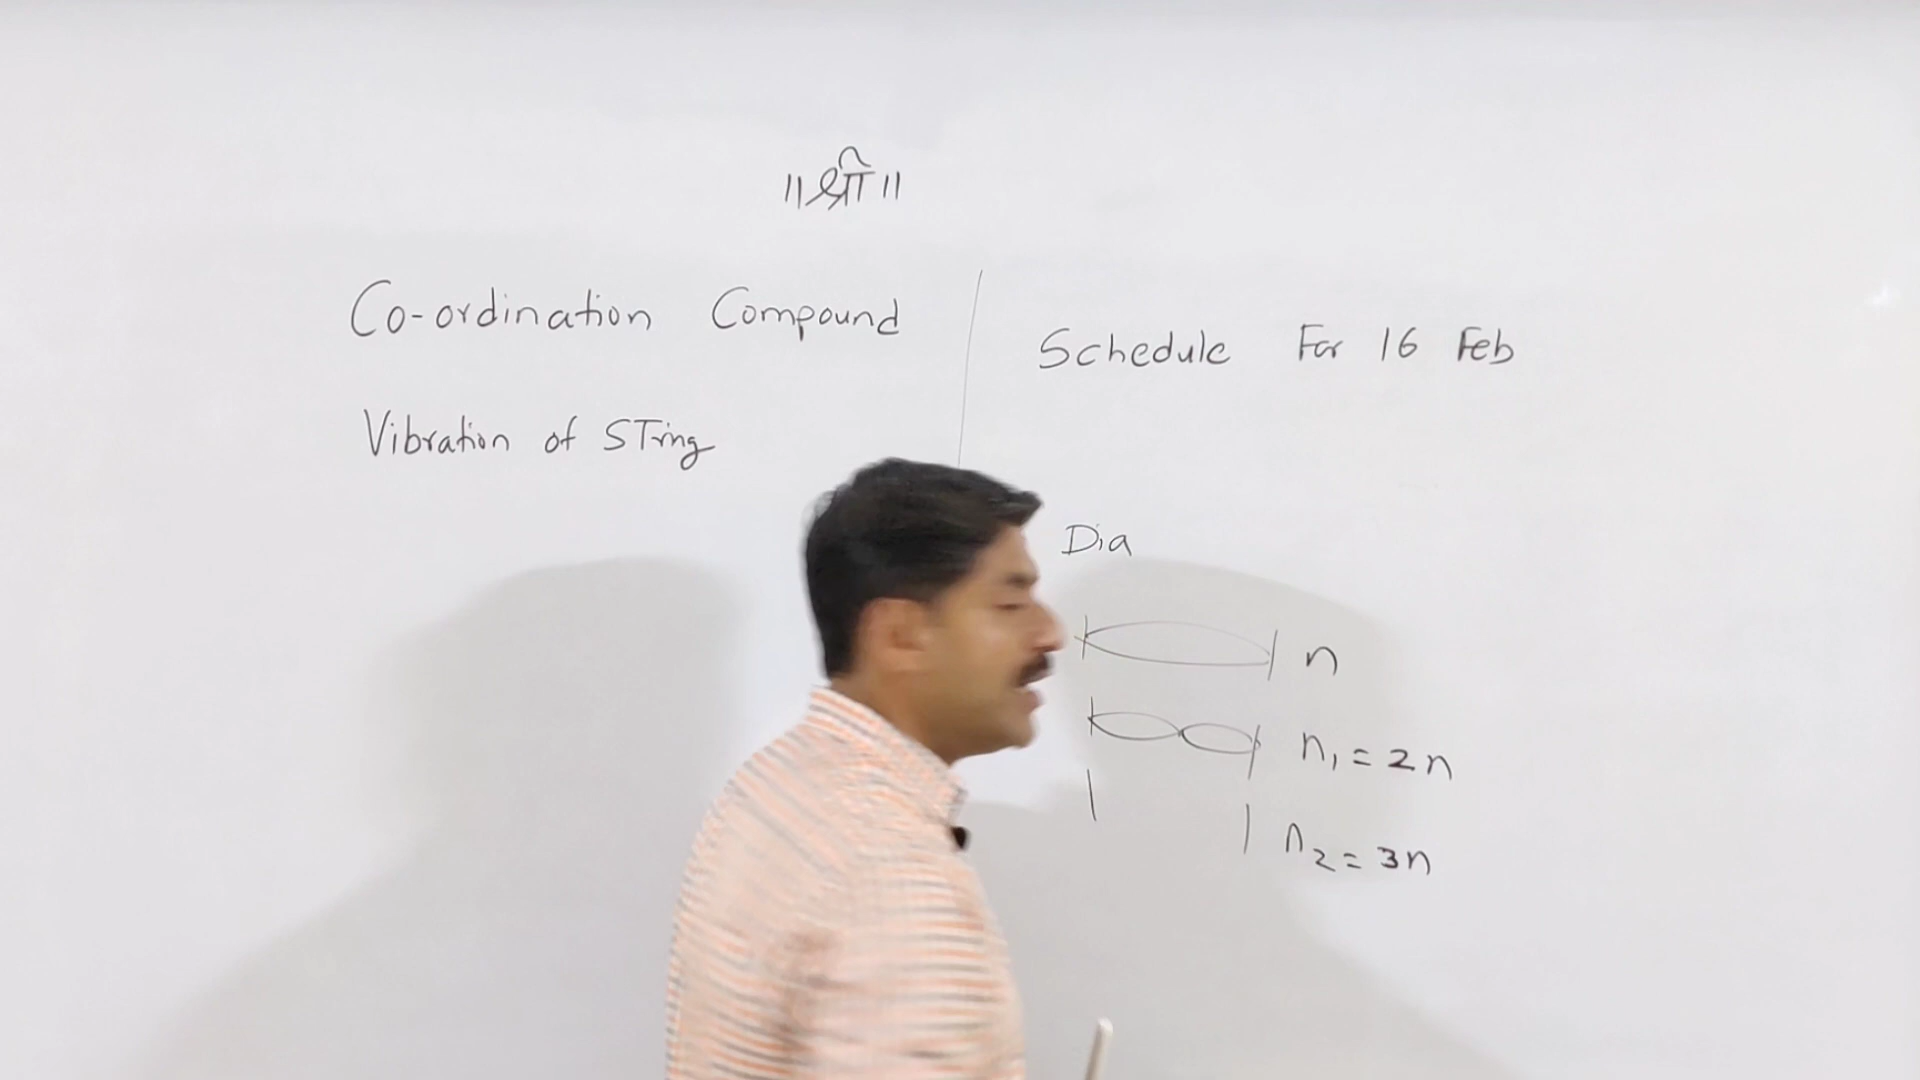 ॥ श्री ॥
Co-ordination Compound
Vibration of STring
Schedule For 16 Feb
Dia
n
n₁ = 2n
n₂ = 3n